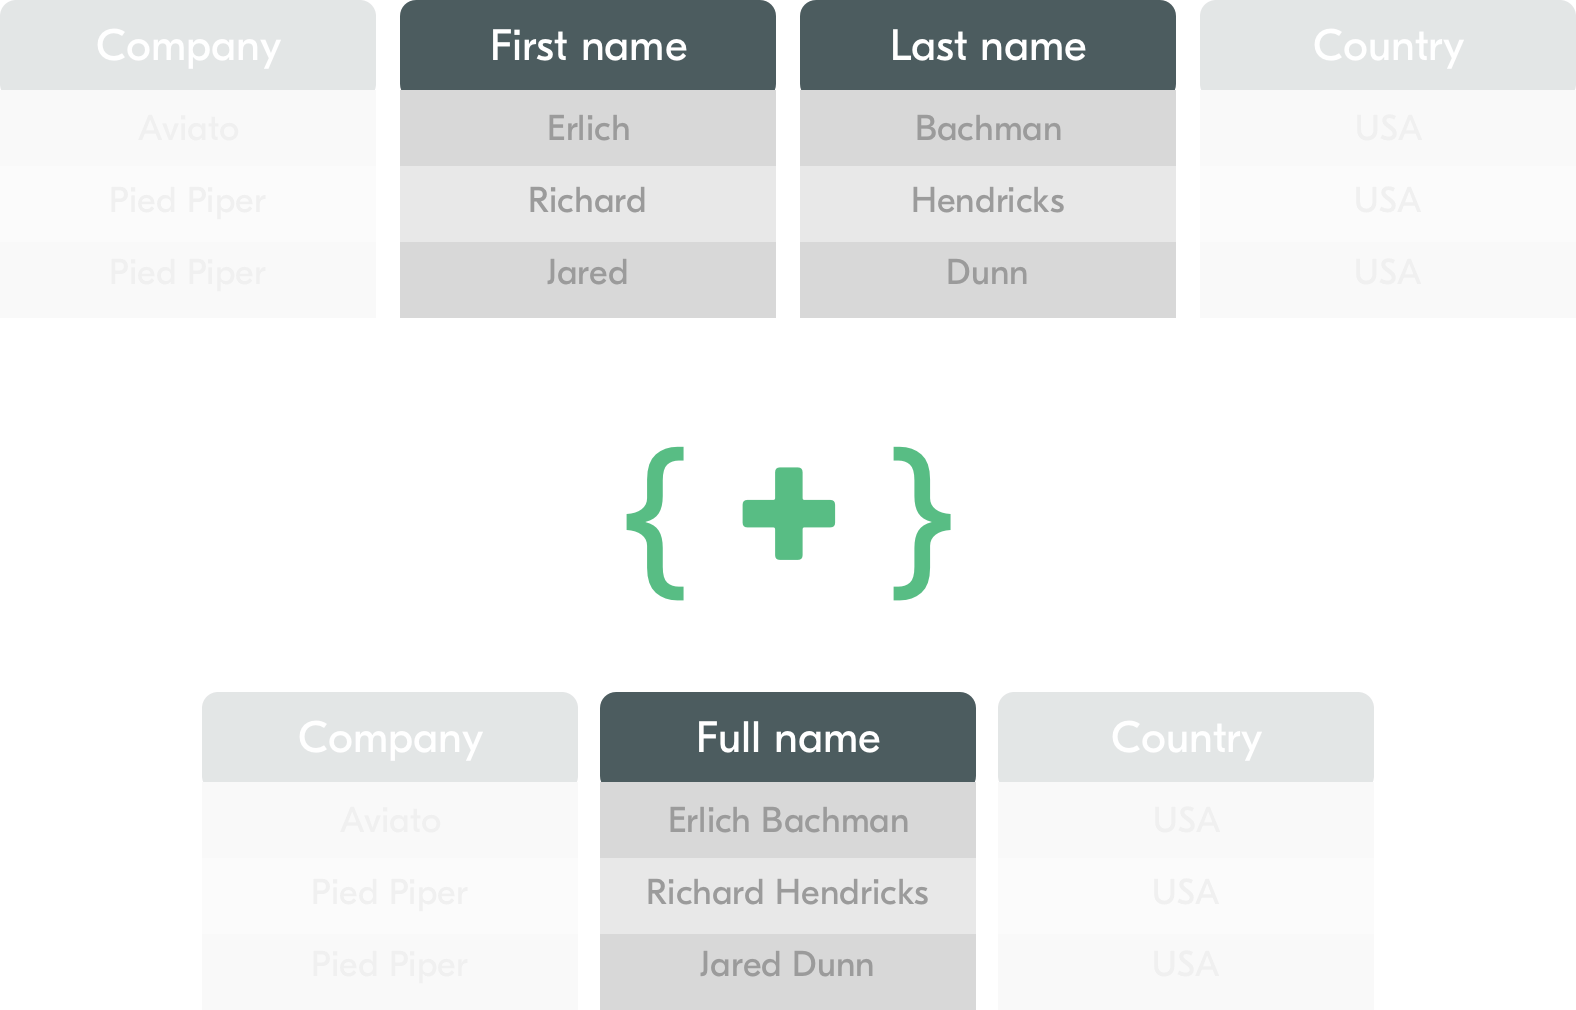 Company First name Last name Country
Aviato Erlich Bachman USA
Pied Piper Richard Hendricks USA
Pied Piper Jared Dunn USA
{ + }
Company Full name Country
Aviato Erlich Bachman USA
Pied Piper Richard Hendricks USA
Pied Piper Jared Dunn USA